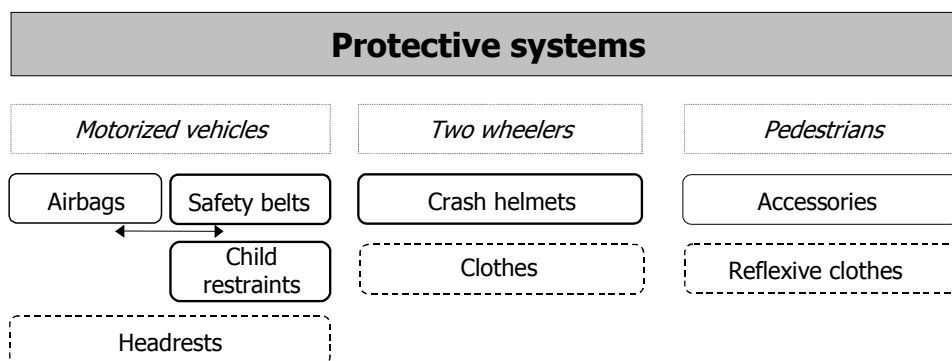 Protective systems
Motorized vehicles
Two wheelers
Pedestrians
Airbags
Safety belts
Crash helmets
Accessories
Child
restraints
Clothes
Reflexive clothes
Headrests